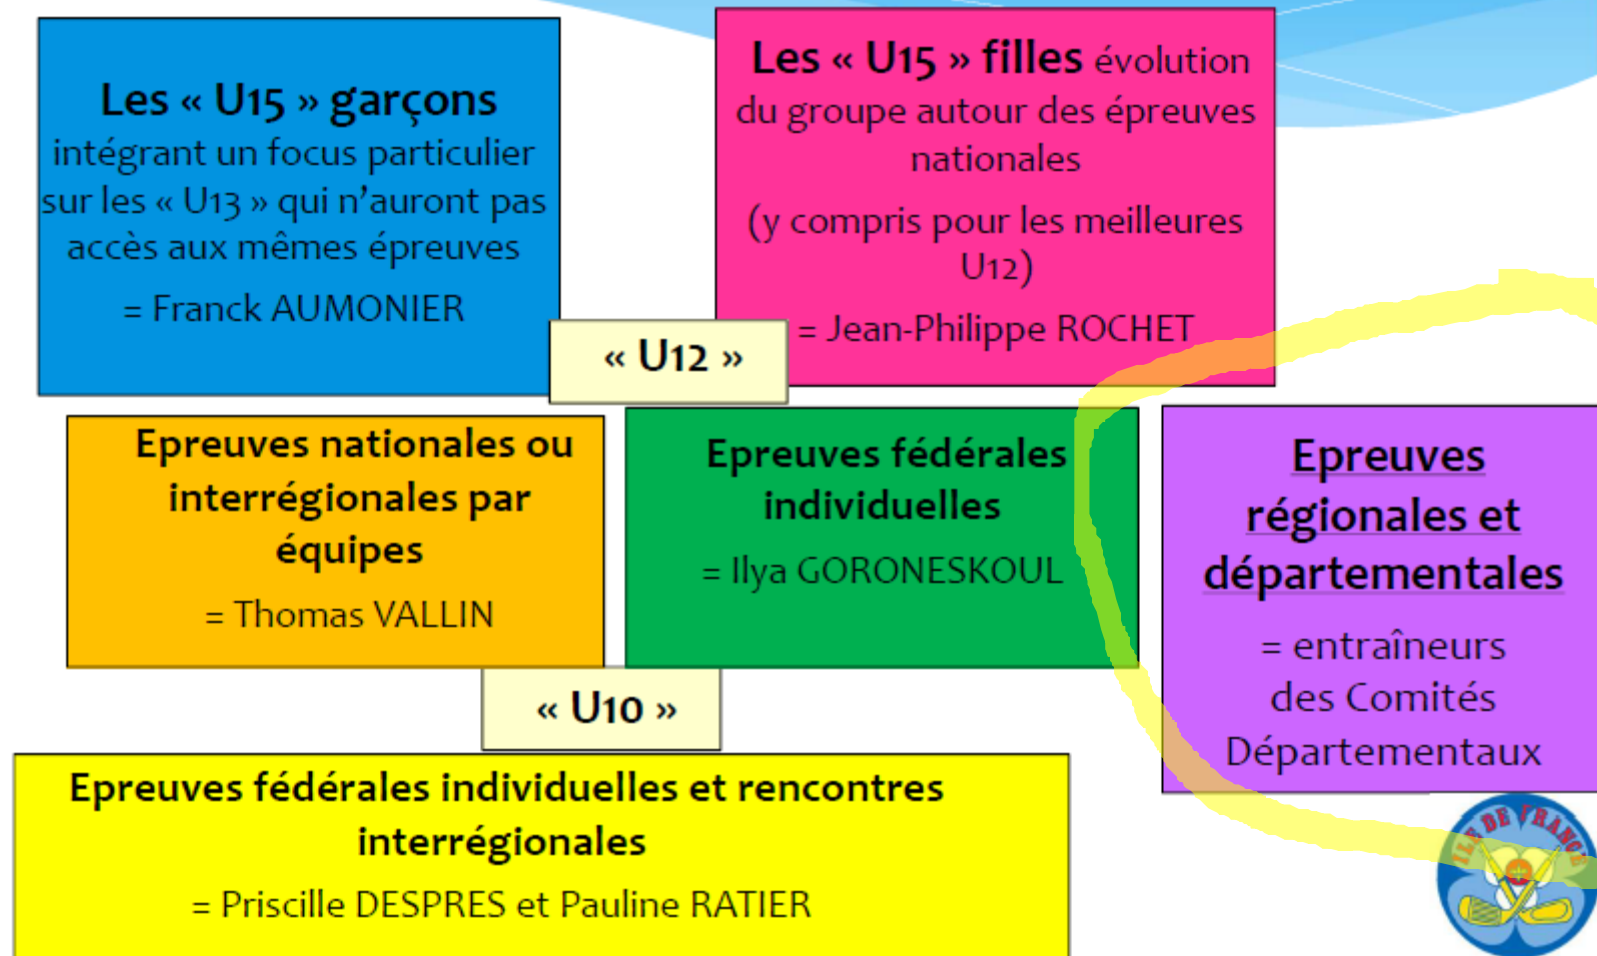 Les « U15 » garçons
intégrant un focus particulier
sur les « U13 » qui n’auront pas
accès aux mêmes épreuves
= Franck AUMONIER
Les « U15 » filles évolution
du groupe autour des épreuves
nationales
(y compris pour les meilleures
U12)
= Jean-Philippe ROCHET
« U12 »
Epreuves nationales ou
interrégionales par
équipes
= Thomas VALLIN
Epreuves fédérales
individuelles
= Ilya GORONESKOUL
Epreuves
régionales et
départementales
= entraîneurs
des Comités
Départementaux
« U10 »
Epreuves fédérales individuelles et rencontres
interrégionales
= Priscille DESPRES et Pauline RATIER
ILE DE FRANCE